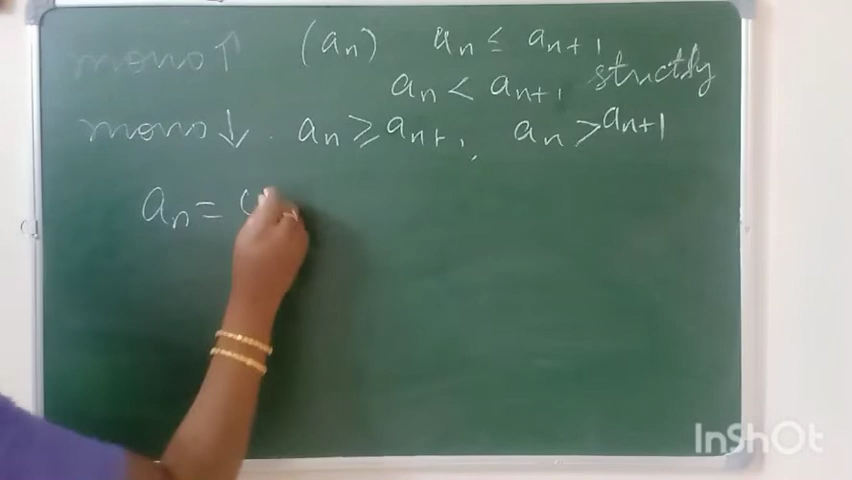 mono ↑ (an) an ≤ an+1
an < an+1 strictly
mono ↓. an ≥ an+1, an > an+1
an =
InShOt